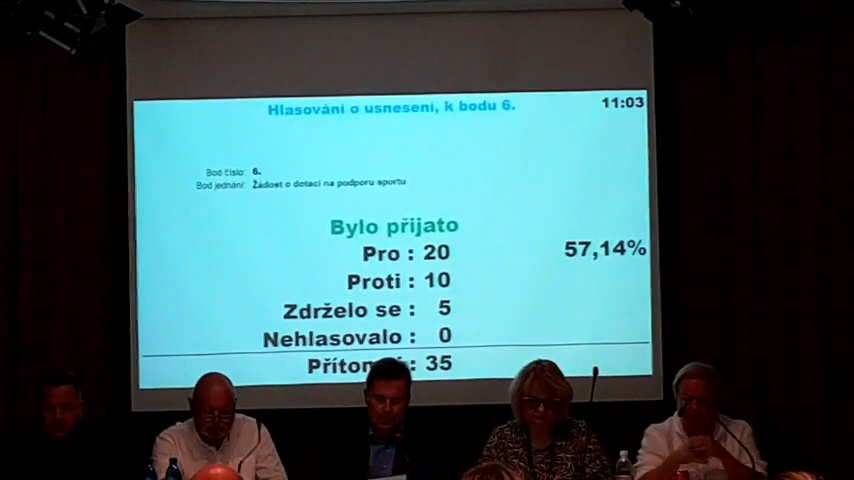 Hlasování o usnesení, k bodu 6. 11:03
Bod číslo: 6.
Bod jednání: Žádost o dotaci na podporu sportu
Bylo přijato
Pro : 20 57,14%
Proti : 10
Zdrželo se : 5
Nehlasovalo : 0
: 35